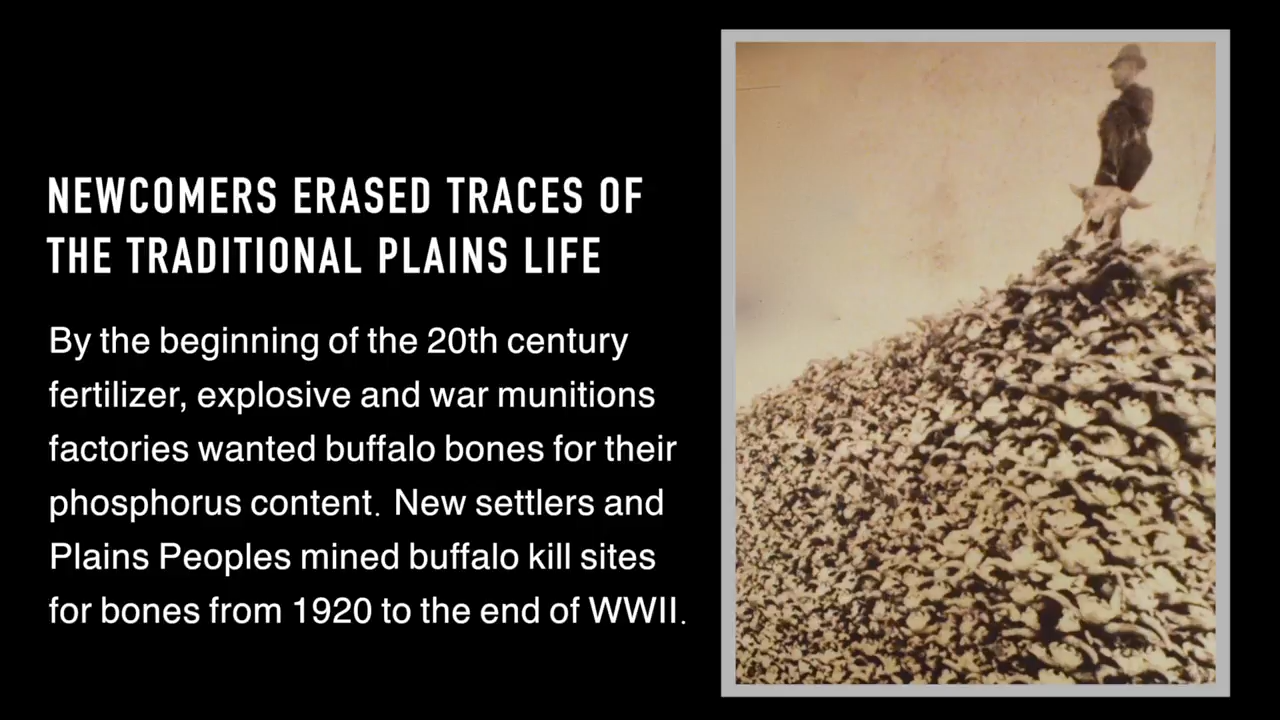 NEWCOMERS ERASED TRACES OF
THE TRADITIONAL PLAINS LIFE
By the beginning of the 20th century
fertilizer, explosive and war munitions
factories wanted buffalo bones for their
phosphorus content. New settlers and
Plains Peoples mined buffalo kill sites
for bones from 1920 to the end of WWII.